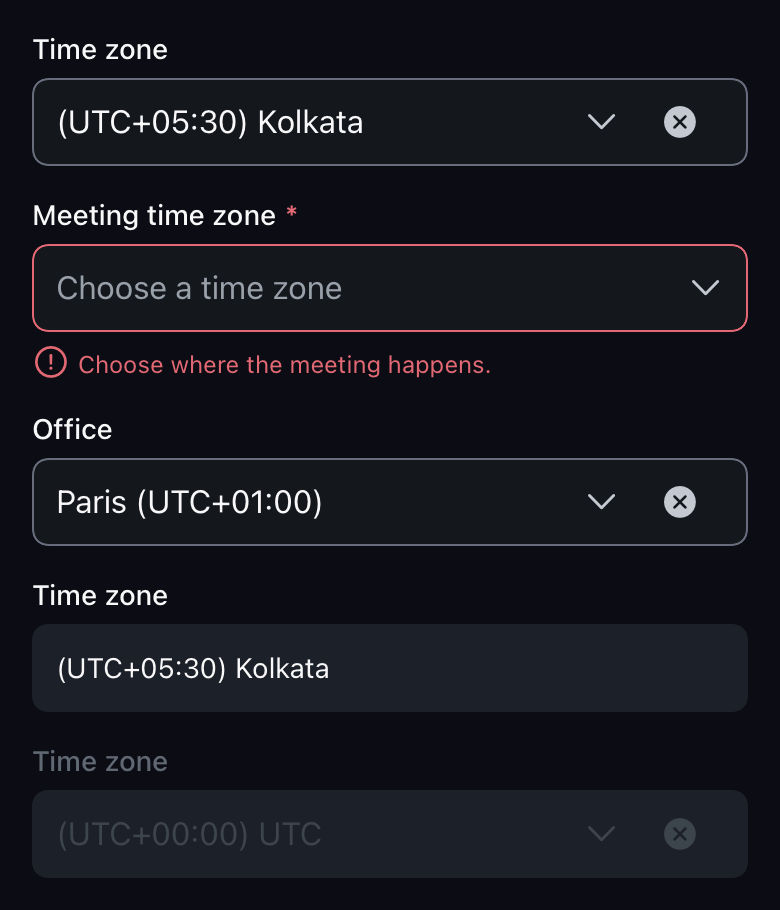 Time zone
(UTC+05:30) Kolkata
Meeting time zone *
Choose a time zone
Choose where the meeting happens.
Office
Paris (UTC+01:00)
Time zone
(UTC+05:30) Kolkata
Time zone
(UTC+00:00) UTC